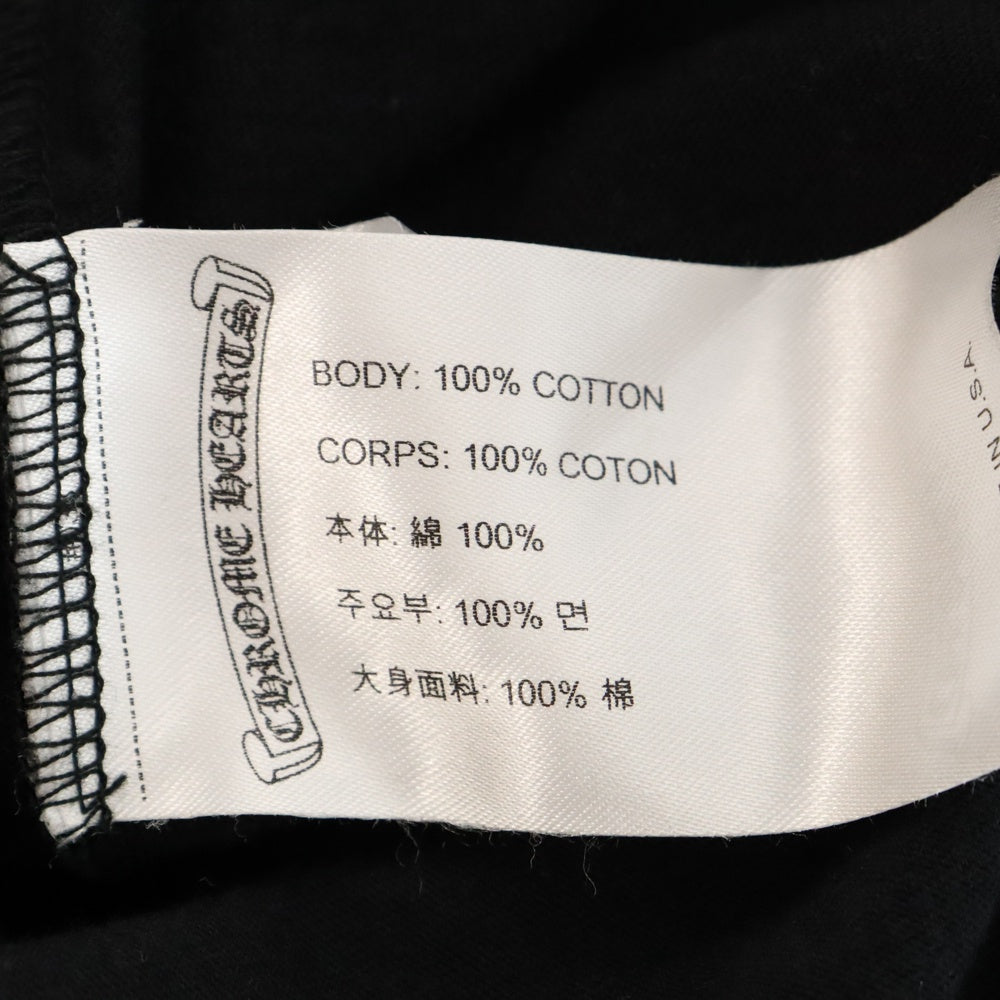 CHROME HEARTS
BODY: 100% COTTON
CORPS: 100% COTON
本体: 綿 100%
주요부: 100% 면
大身面料: 100% 棉
U.S.A.